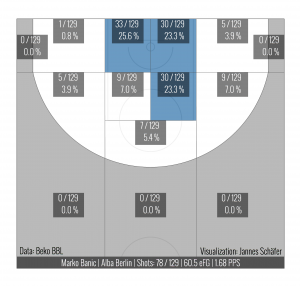 1 / 129
0.8 %
33 / 129
25.6 %
30 / 129
23.3 %
5 / 129
3.9 %
0 / 129
0.0 %
0 / 129
0.0 %
5 / 129
3.9 %
9 / 129
7.0 %
30 / 129
23.3 %
9 / 129
7.0 %
7 / 129
5.4 %
0 / 129
0.0 %
0 / 129
0.0 %
0 / 129
0.0 %
Data: Beko BBL
Visualization: Jannes Schäfer
Marko Banic | Alba Berlin | Shots: 78 / 129 | 60.5 eFG | 1.68 PPS